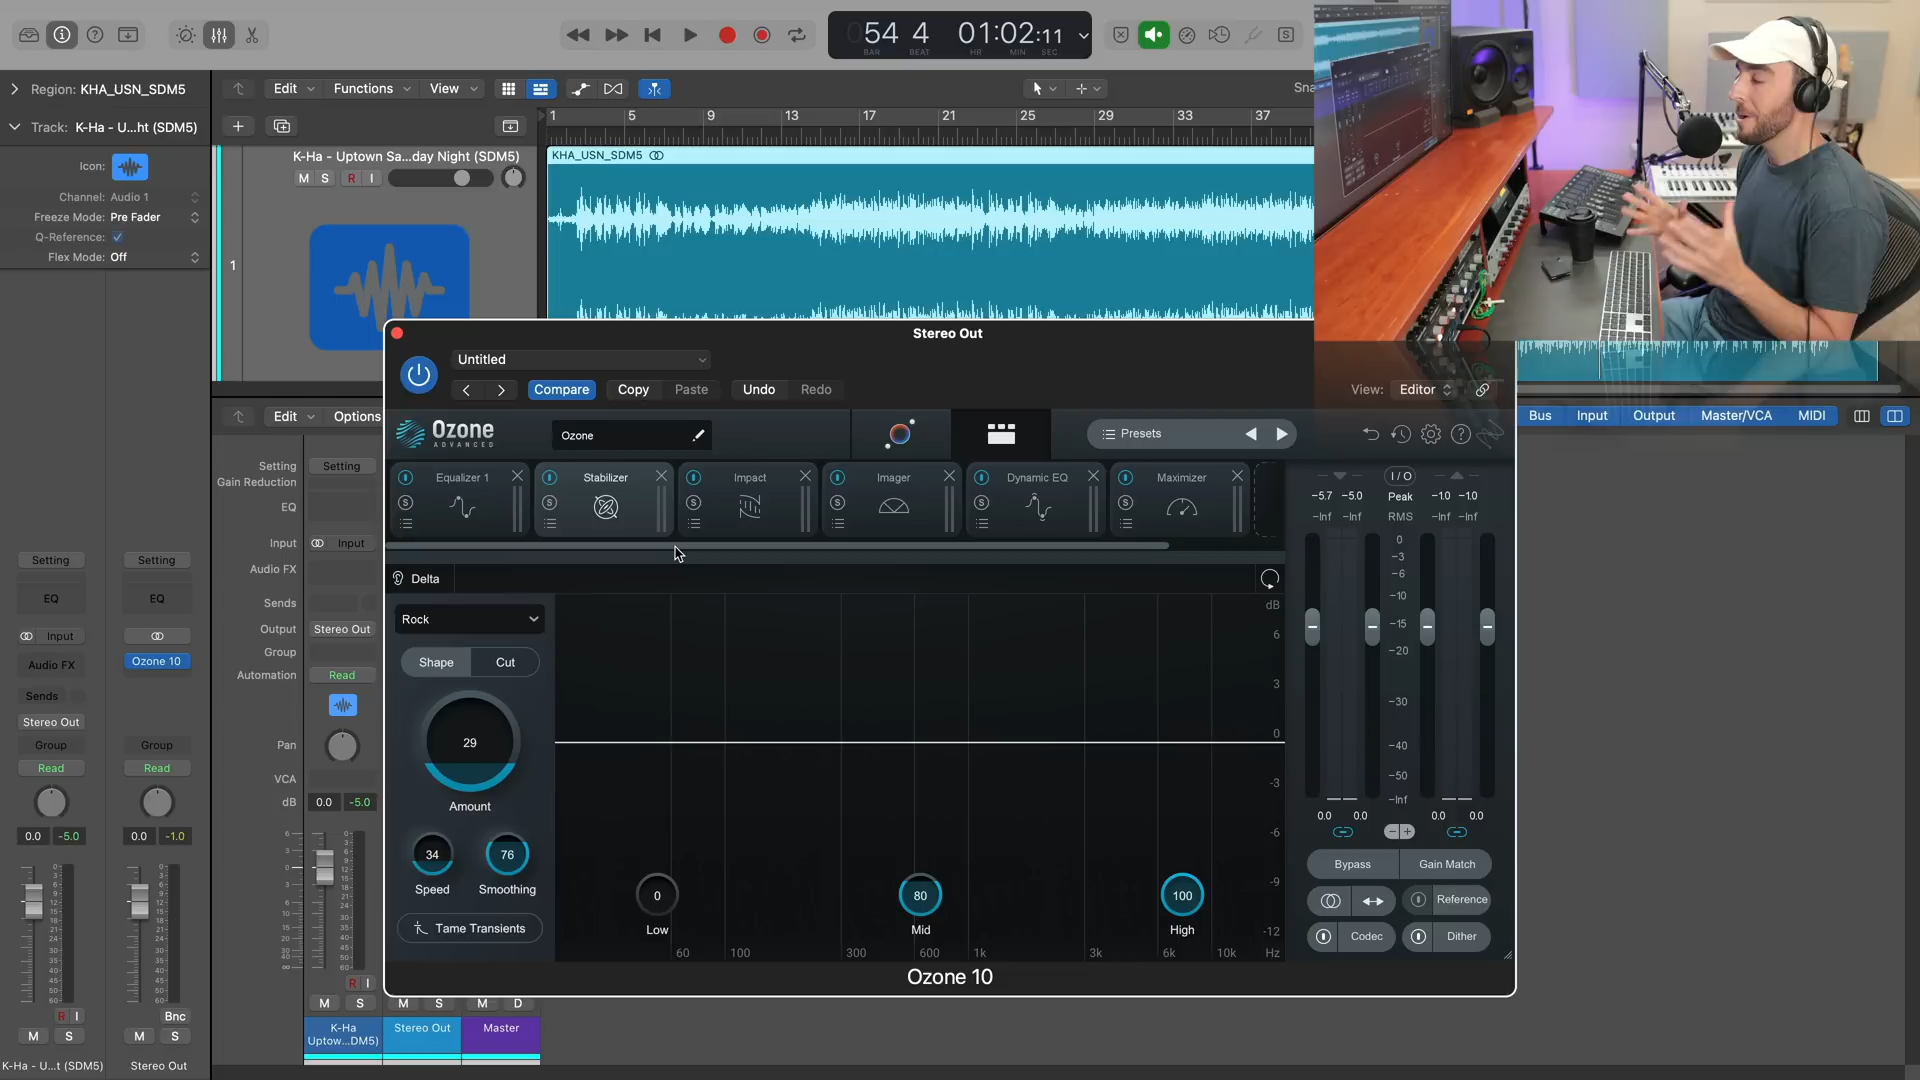 54 4 01:02:11
BAR BEAT HR MIN SEC
Region: KHA_USN_SDM5
Track: K-Ha - U...ht (SDM5)
Icon:
Channel: Audio 1
Freeze Mode: Pre Fader
Q-Reference:
Flex Mode: Off
Edit Functions View
Sna
1 5 9 13 17 21 25 29 33 37
K-Ha - Uptown Sa...day Night (SDM5)
M S R I
1
KHA_USN_SDM5
Stereo Out
Untitled
Compare Copy Paste Undo Redo
View: Editor
Edit Options
Bus Input Output Master/VCA MIDI
Ozone
ADVANCED
Ozone
Presets
Equalizer 1
Stabilizer
Impact
Imager
Dynamic EQ
Maximizer
S S S S S S
I / O
-5.7 -5.0 Peak -1.0 -1.0
-Inf -Inf RMS -Inf -Inf
0
-3
-6
-10
-15
-20
-30
-40
-50
-Inf
0.0 0.0 0.0 0.0
Bypass Gain Match
Reference
Codec Dither
Delta
Rock
Shape Cut
29
Amount
34 76
Speed Smoothing
Tame Transients
dB
6
3
0
-3
-6
-9
-12
0 80 100
Low Mid High
60 100 300 600 1k 3k 6k 10k Hz
Ozone 10
Setting Setting
Gain Reduction
EQ
Input Input
Audio FX
Sends
Output Stereo Out
Group
Automation Read
Pan
VCA
dB 0.0 -5.0
Setting Setting
EQ EQ
Input
Audio FX Ozone 10
Sends
Stereo Out
Group Group
Read Read
0.0 -5.0 0.0 -1.0
R I Bnc
M S M S
K-Ha - U...t (SDM5) Stereo Out
R I
M S M S M D
K-Ha Stereo Out Master
Uptow...DM5)